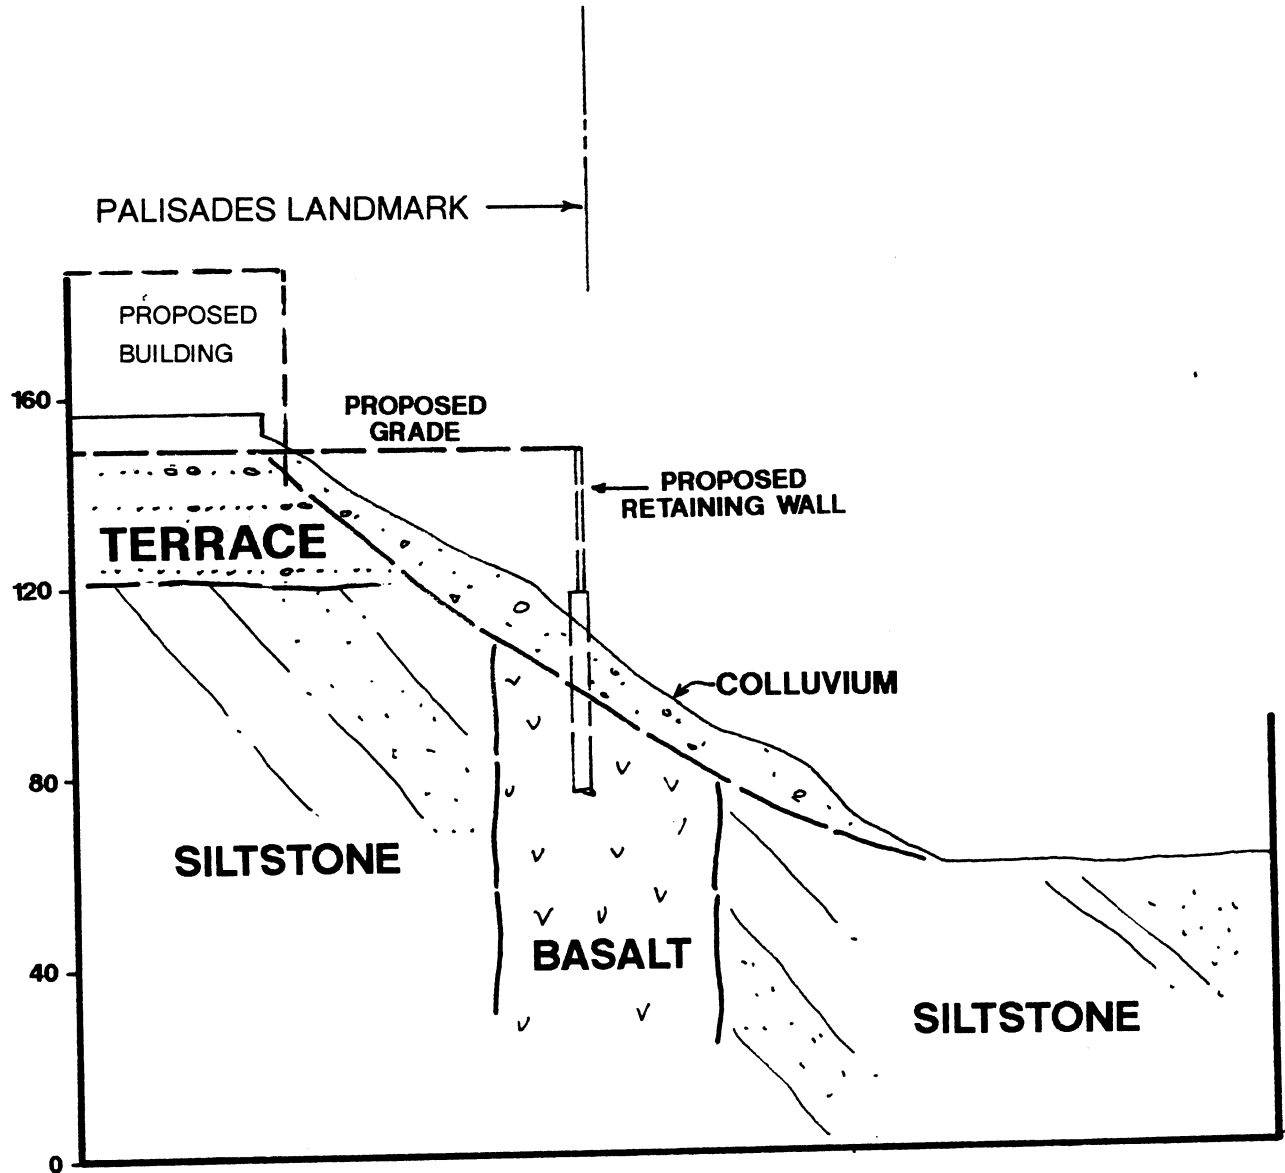 PALISADES LANDMARK
PROPOSED
BUILDING
160
PROPOSED
GRADE
PROPOSED
RETAINING WALL
TERRACE
120
COLLUVIUM
80
SILTSTONE
BASALT
40
SILTSTONE
0